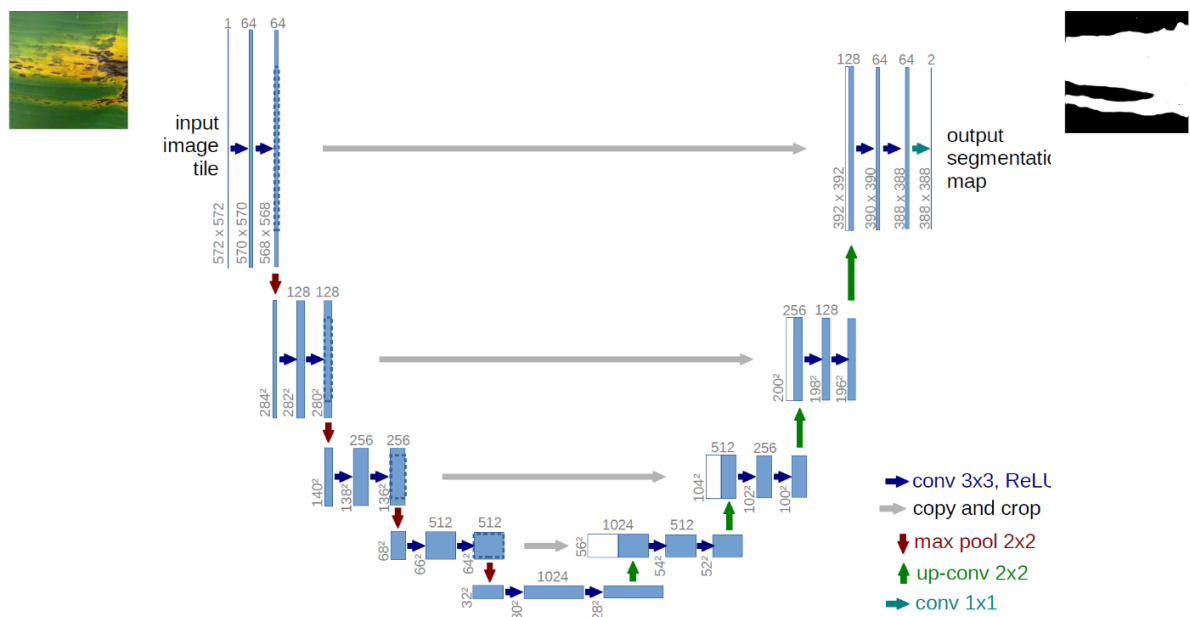 1 64 64
128 64 64 2
input
image
tile
output
segmentatic
map
572 x 572
570 x 570
568 x 568
392 x 392
390 x 390
388 x 388
388 x 388
128 128
256 128
284²
282²
280²
200²
198²
196²
256 256
512 256
140²
138²
136²
104²
102²
100²
conv 3x3, ReLU
copy and crop
512 512
1024 512
68²
66²
64²
56²
54²
52²
max pool 2x2
up-conv 2x2
1024
32²
30²
28²
conv 1x1